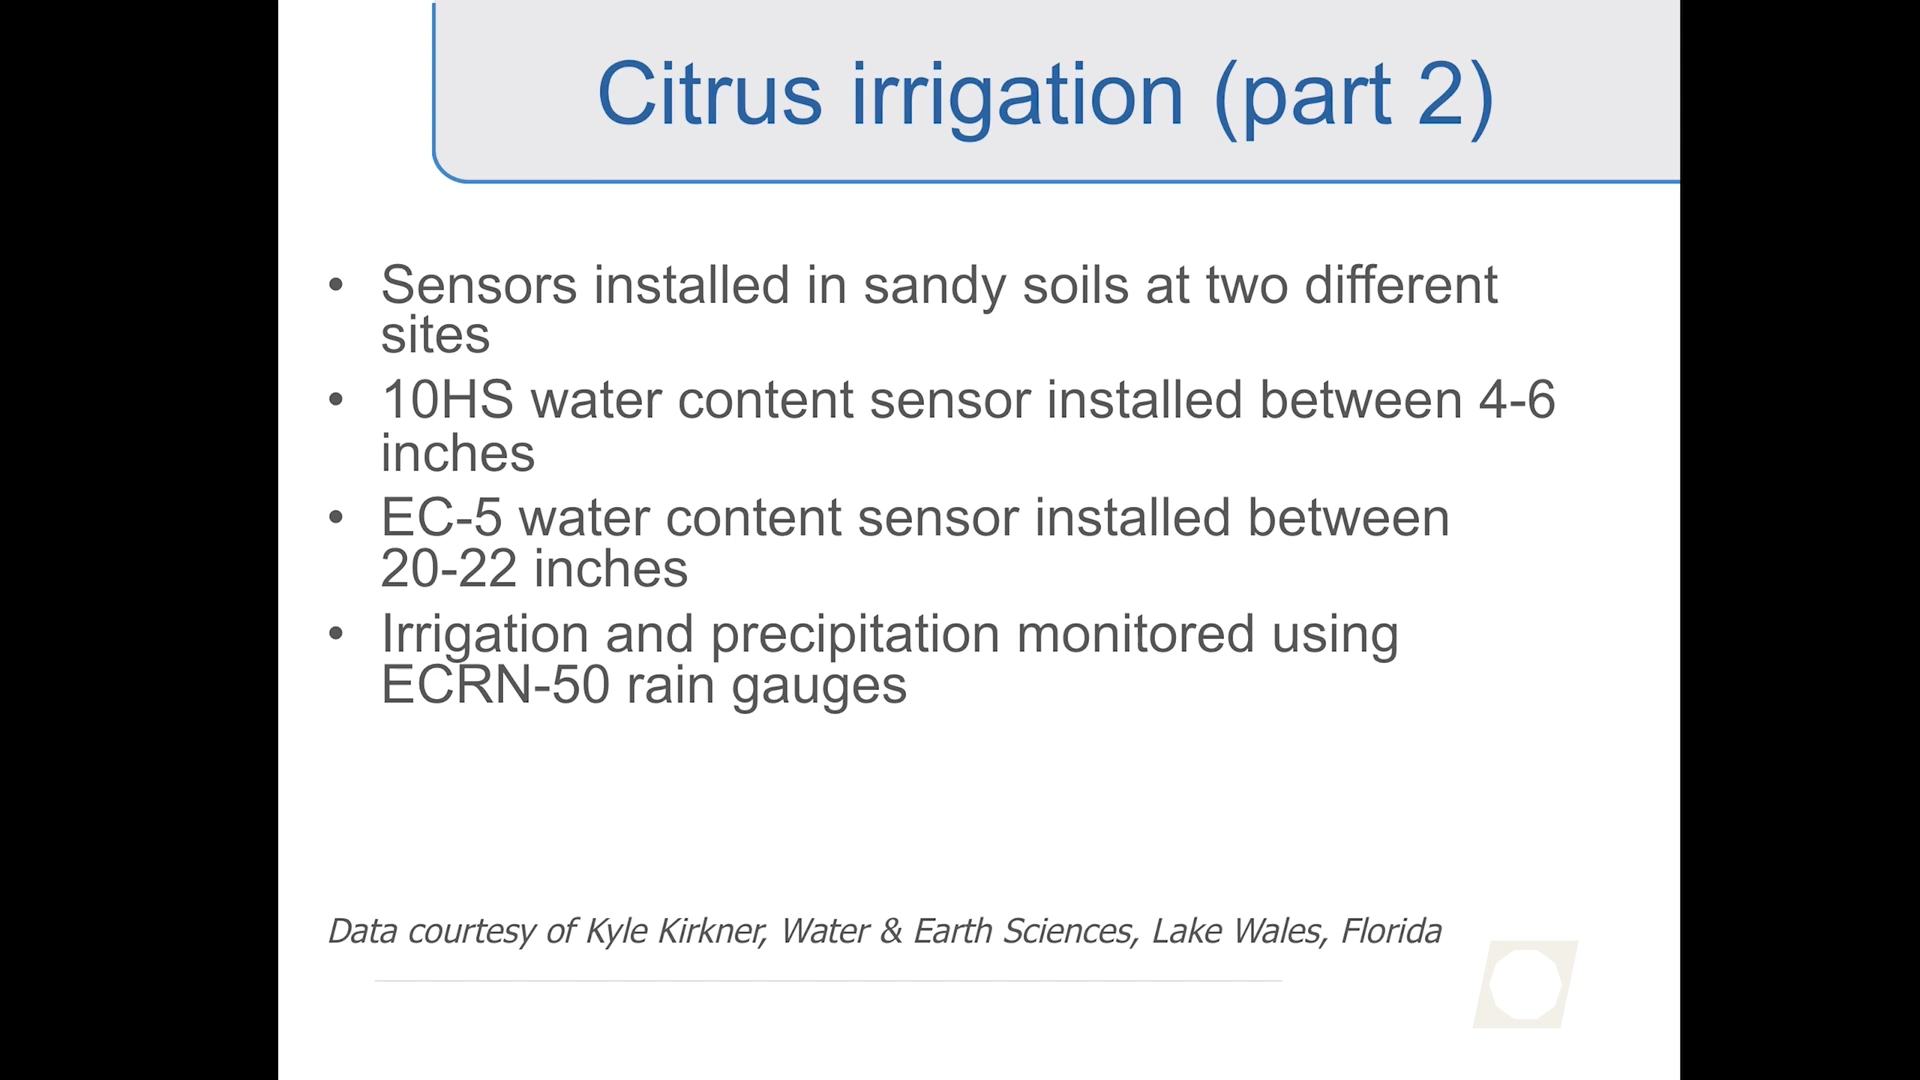 Citrus irrigation (part 2)
• Sensors installed in sandy soils at two different
sites
• 10HS water content sensor installed between 4-6
inches
• EC-5 water content sensor installed between
20-22 inches
• Irrigation and precipitation monitored using
ECRN-50 rain gauges
Data courtesy of Kyle Kirkner, Water & Earth Sciences, Lake Wales, Florida